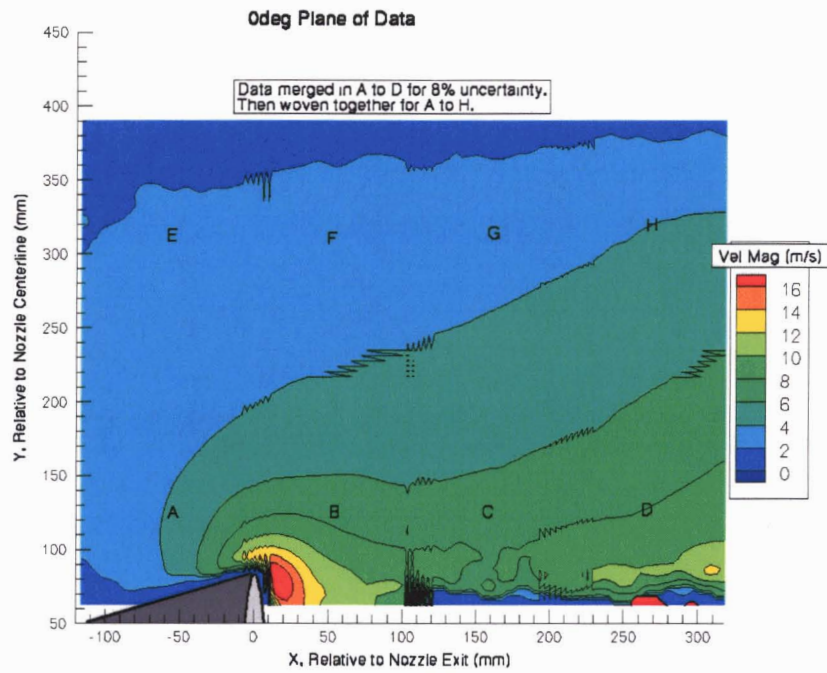 0deg Plane of Data
Data merged in A to D for 8% uncertainty.
Then woven together for A to H.
Y, Relative to Nozzle Centerline (mm)
450
400
350
300
250
200
150
100
50
E
F
G
H
A
B
C
D
Vel Mag (m/s)
16
14
12
10
8
6
4
2
0
-100
-50
0
50
100
150
200
250
300
X, Relative to Nozzle Exit (mm)